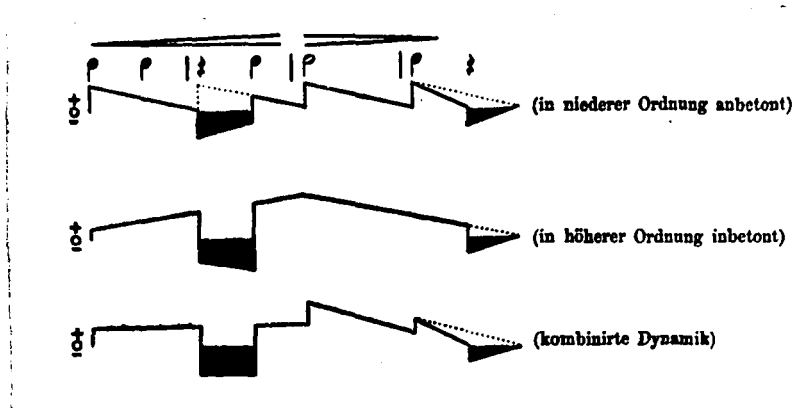 (in niederer Ordnung anbetont)
(in höherer Ordnung inbetont)
(kombinirte Dynamik)